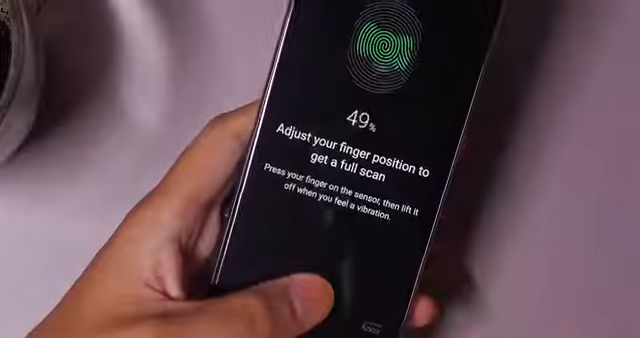 49%
Adjust your finger position to
get a full scan
Press your finger on the sensor, then lift it
off when you feel a vibration.
Knox